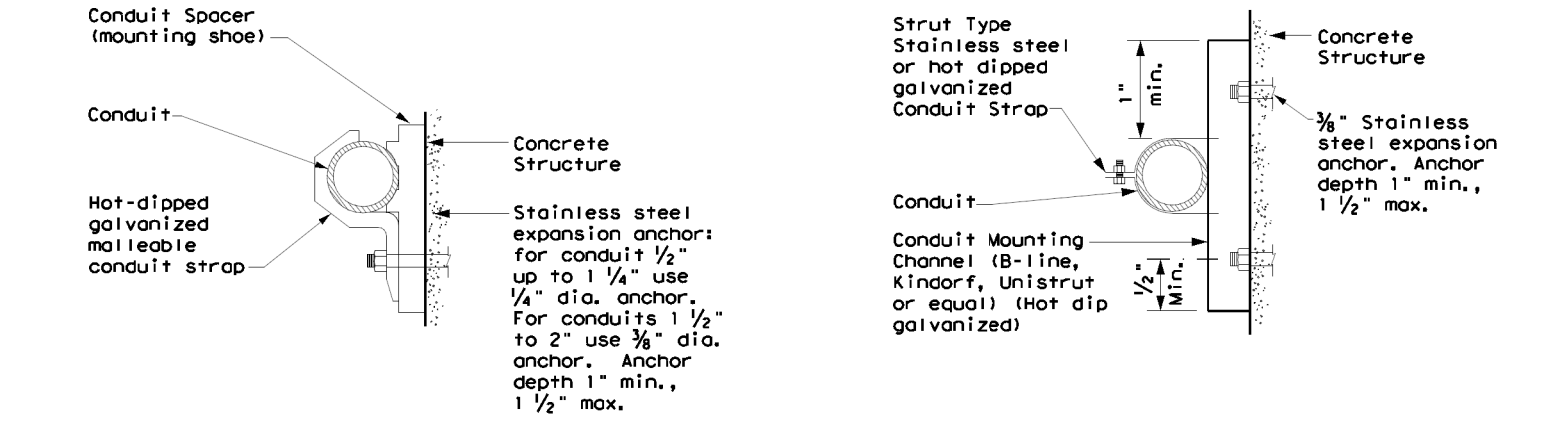 Conduit Spacer
(mounting shoe)
Conduit
Hot-dipped
galvanized
malleable
conduit strap
Concrete
Structure
Stainless steel
expansion anchor:
for conduit ½"
up to 1 ¼" use
¼" dia. anchor.
For conduits 1 ½"
to 2" use ⅜" dia.
anchor. Anchor
depth 1" min.,
1 ½" max.
Strut Type
Stainless steel
or hot dipped
galvanized
Conduit Strap
1"
min.
Conduit
Conduit Mounting
Channel (B-line,
Kindorf, Unistrut
or equal) (Hot dip
galvanized)
½"
Min.
Concrete
Structure
⅜" Stainless
steel expansion
anchor. Anchor
depth 1" min.,
1 ½" max.